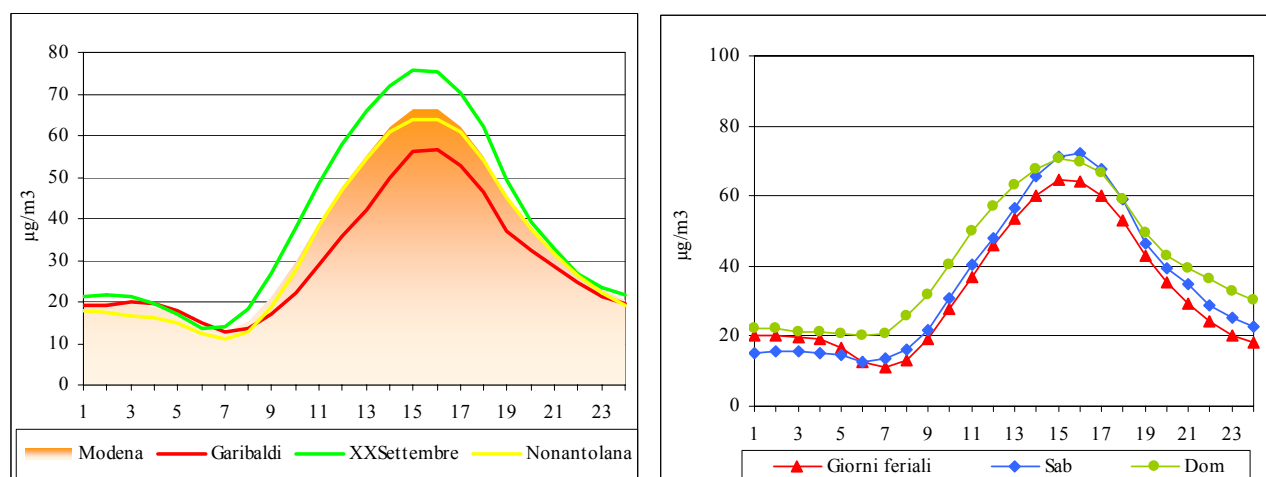 80
70
60
50
40
30
20
10
0
µg/m3
1 3 5 7 9 11 13 15 17 19 21 23
Modena Garibaldi XXSettembre Nonantolana
100
80
60
40
20
0
µg/m3
1 3 5 7 9 11 13 15 17 19 21 23
Giorni feriali Sab Dom